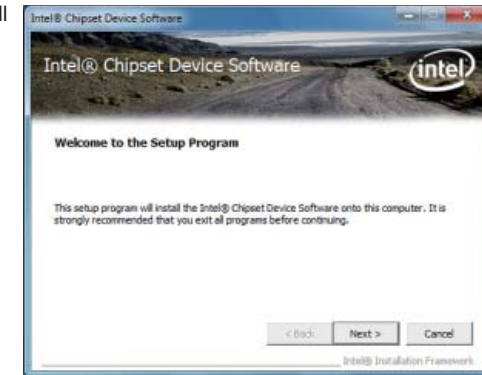 ll
Intel® Chipset Device Software
Intel® Chipset Device Software
intel
Welcome to the Setup Program
This setup program will install the Intel® Chipset Device Software onto this computer. It is
strongly recommended that you exit all programs before continuing.
< Back
Next >
Cancel
Intel® Installation Framework